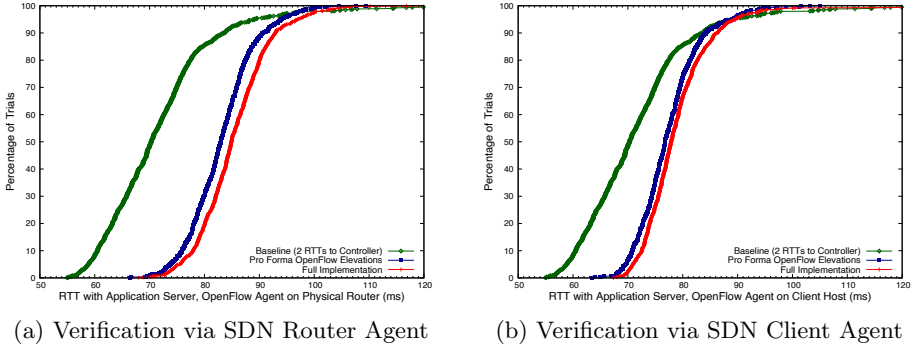 100
90
80
70
60
50
40
30
20
10
0
Percentage of Trials
50 60 70 80 90 100 110 120
RTT with Application Server, OpenFlow Agent on Physical Router (ms)
Baseline (2 RTTs to Controller)
Pro Forma OpenFlow Elevations
Full Implementation
(a) Verification via SDN Router Agent
100
90
80
70
60
50
40
30
20
10
0
Percentage of Trials
50 60 70 80 90 100 110 120
RTT with Application Server, OpenFlow Agent on Client Host (ms)
Baseline (2 RTTs to Controller)
Pro Forma OpenFlow Elevations
Full Implementation
(b) Verification via SDN Client Agent